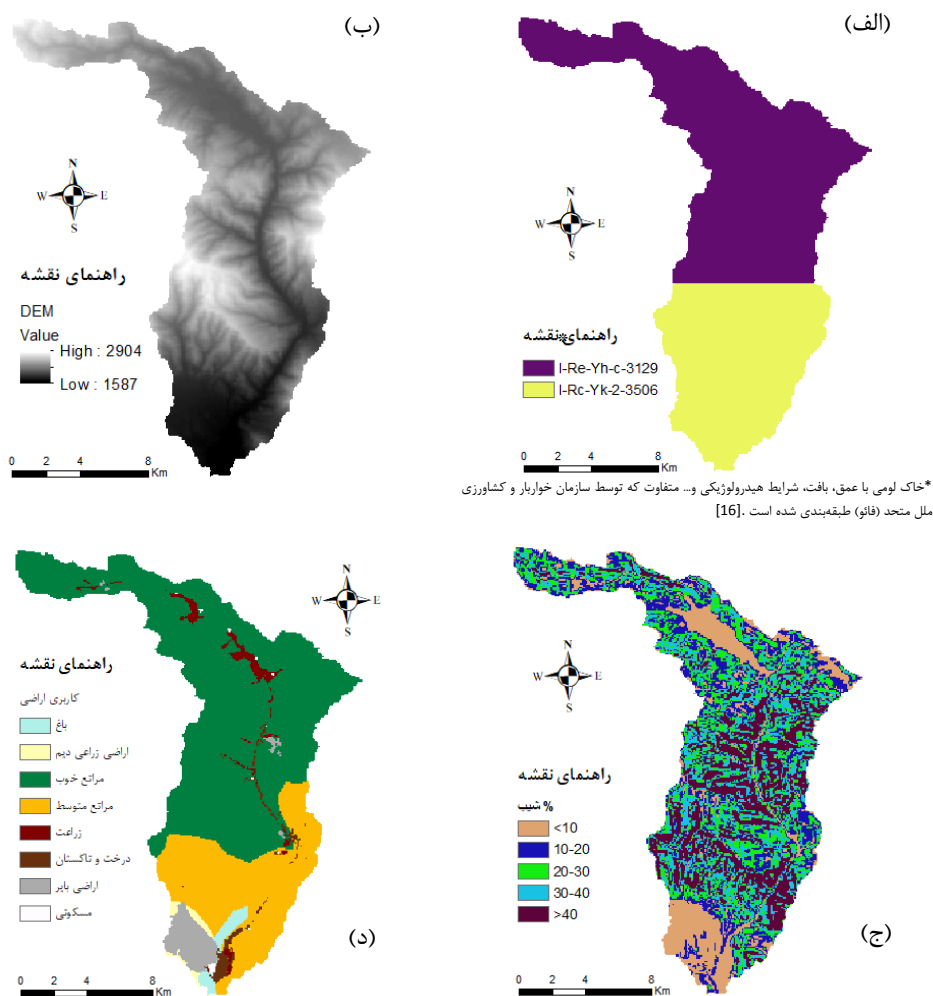 (الف)
N
W E
S
راهنمای نقشه*
I-Re-Yh-c-3129
I-Rc-Yk-2-3506
0 2 4 8
Km
*خاک لومی با عمق، بافت، شرایط هیدرولوژیکی و... متفاوت که توسط سازمان خواربار و کشاورزی
ملل متحد (فائو) طبقه‌بندی شده است .[16]
(ب)
N
W E
S
راهنمای نقشه
DEM
Value
High : 2904
Low : 1587
0 2 4 8
Km
N
W E
S
راهنمای نقشه
شیب %
<10
10-20
20-30
30-40
>40
(ج)
0 2 4 8
Km
N
W E
S
راهنمای نقشه
کاربری اراضی
باغ
اراضی زراعی دیم
مراتع خوب
مراتع متوسط
زراعت
درخت و تاکستان
اراضی بایر
مسکونی
(د)
0 2 4 8
Km